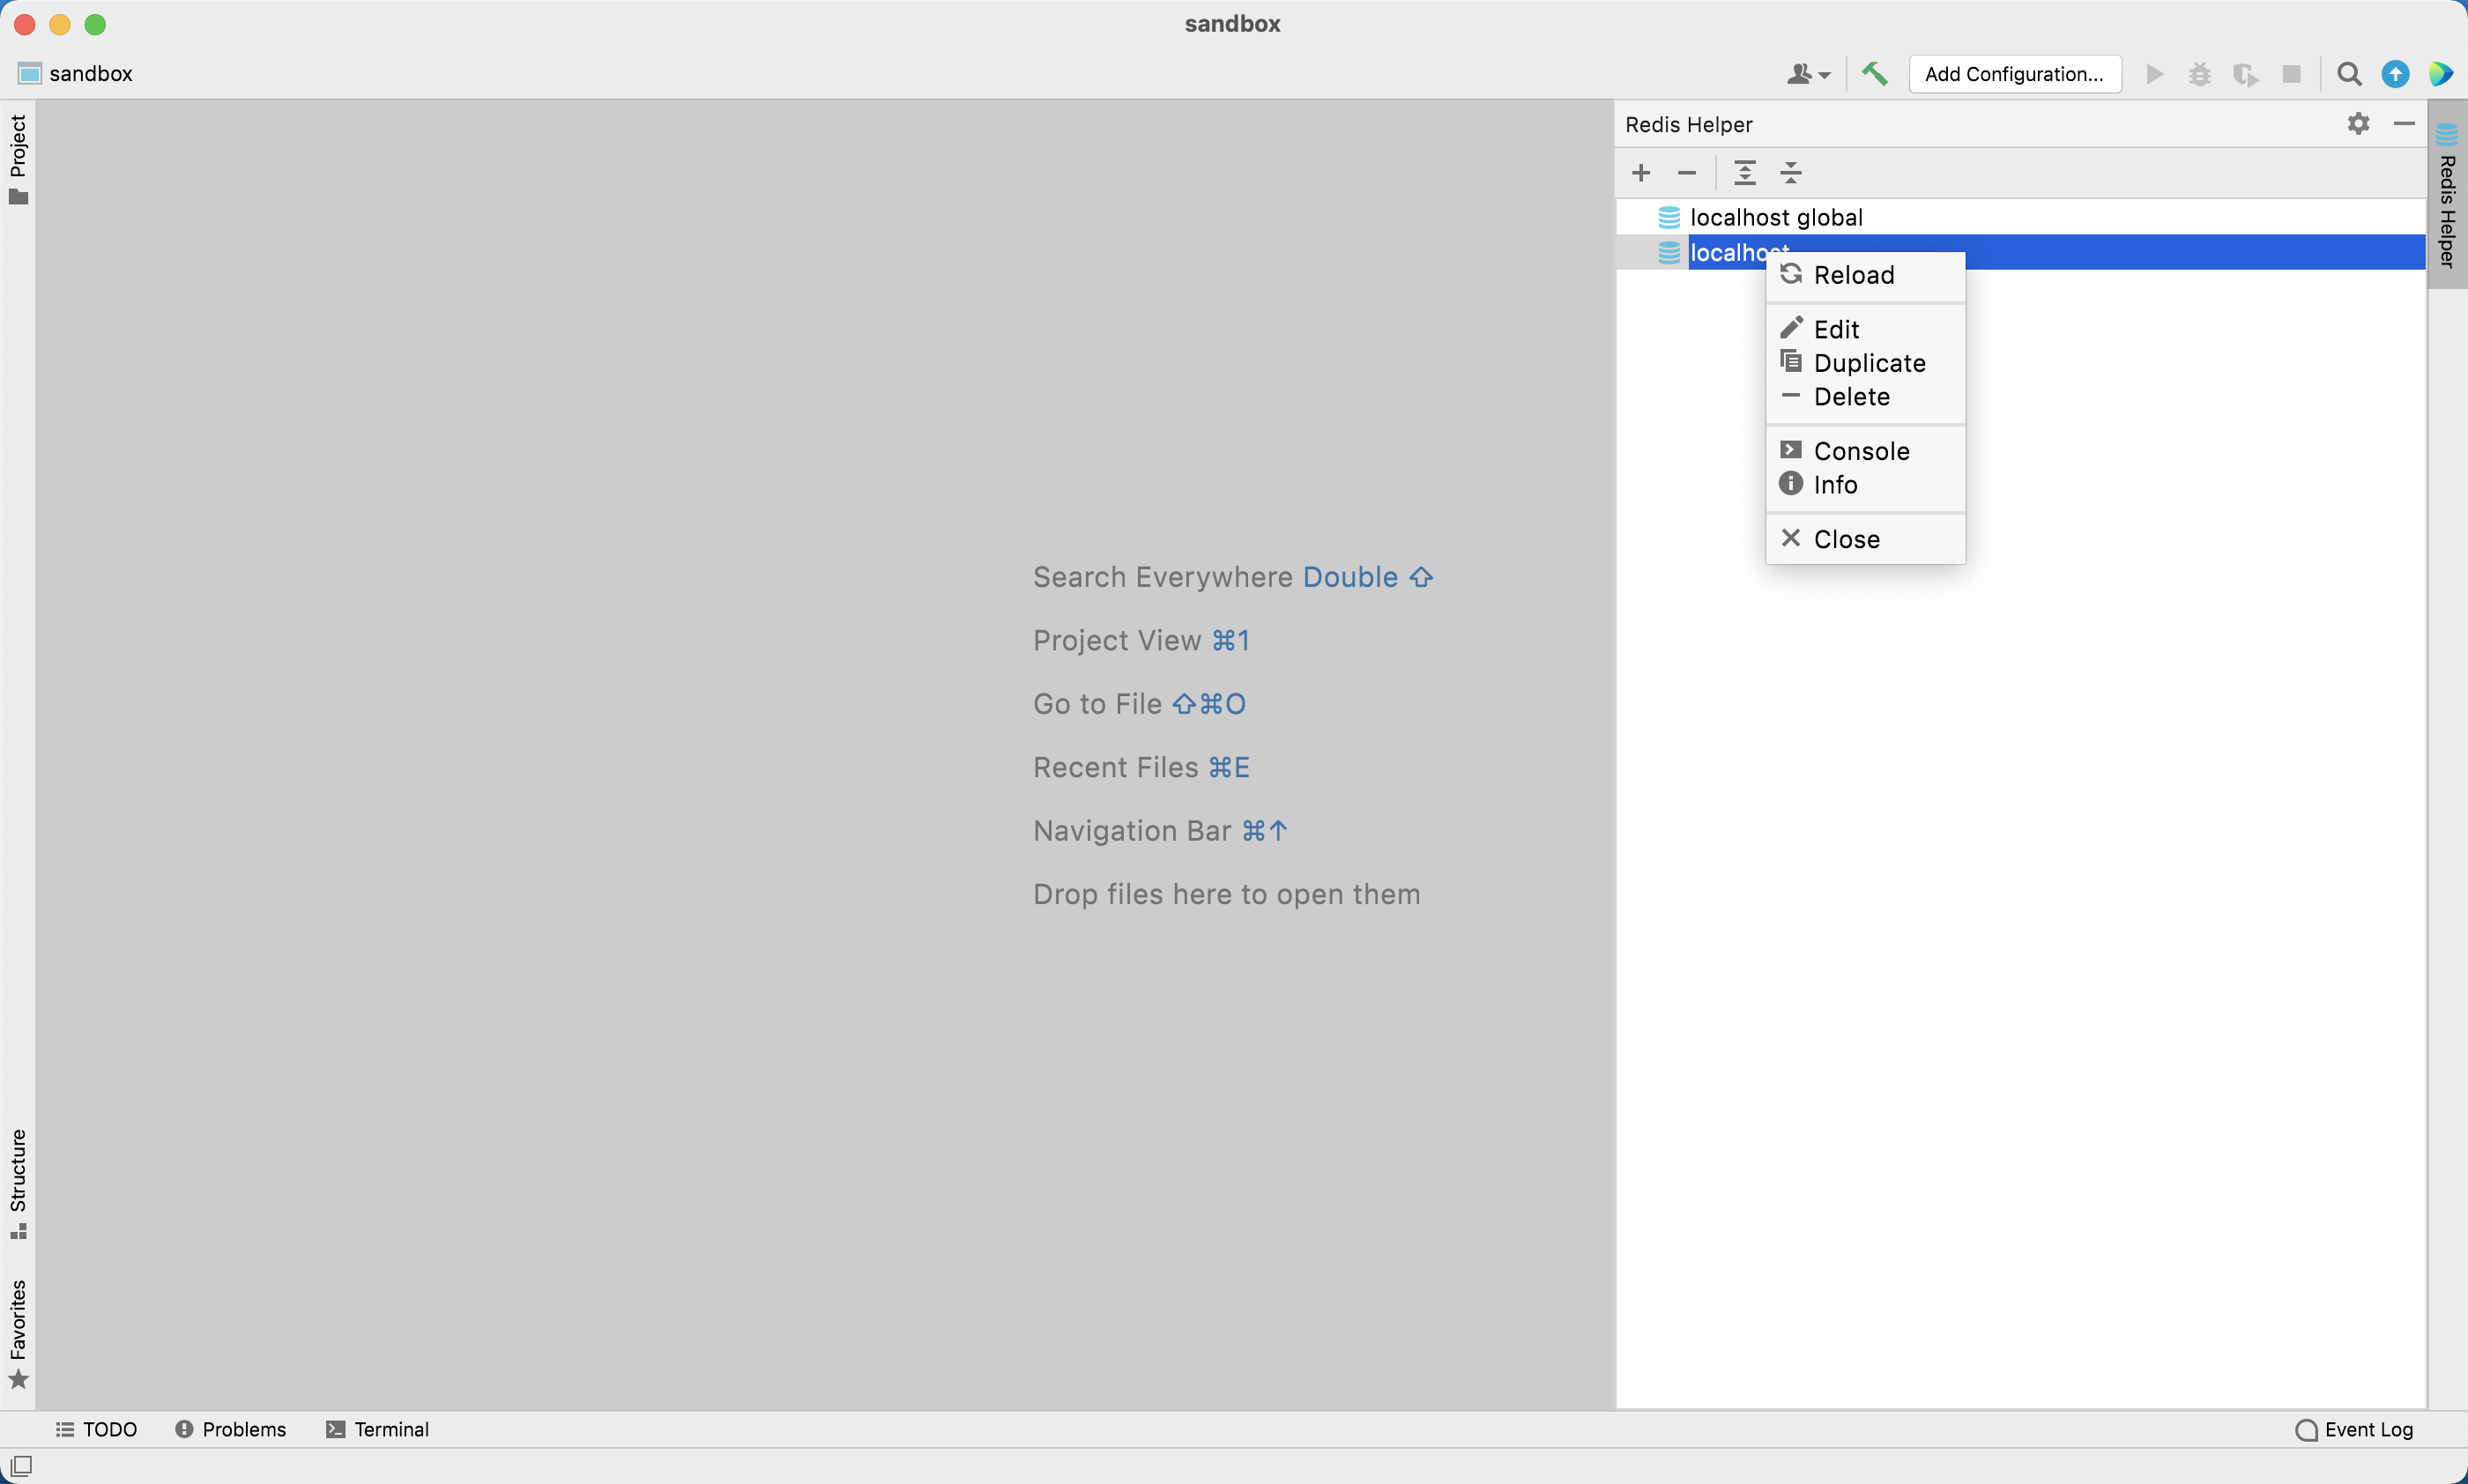 sandbox
sandbox
Add Configuration...
Project
Redis Helper
Redis Helper
localhost global
localhost
Reload
Edit
Duplicate
Delete
Console
Info
Close
Search Everywhere Double ⇧
Project View ⌘1
Go to File ⇧⌘O
Recent Files ⌘E
Navigation Bar ⌘↑
Drop files here to open them
Structure
Favorites
TODO
Problems
Terminal
Event Log